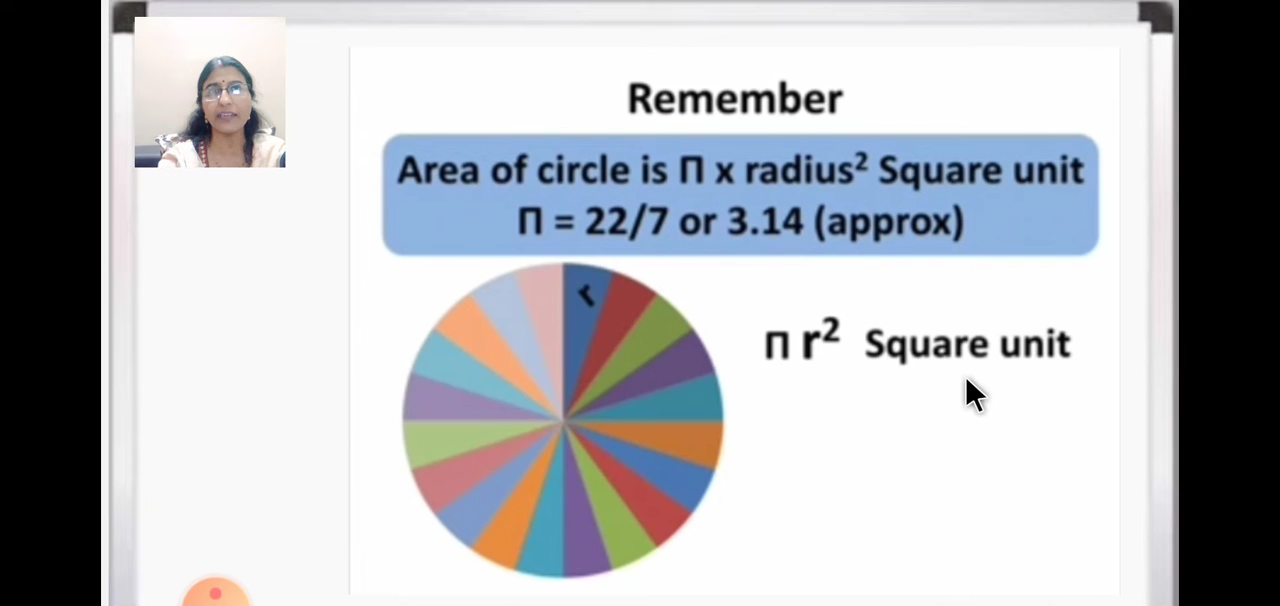 Remember
Area of circle is Π x radius² Square unit
Π = 22/7 or 3.14 (approx)
r
Π r² Square unit